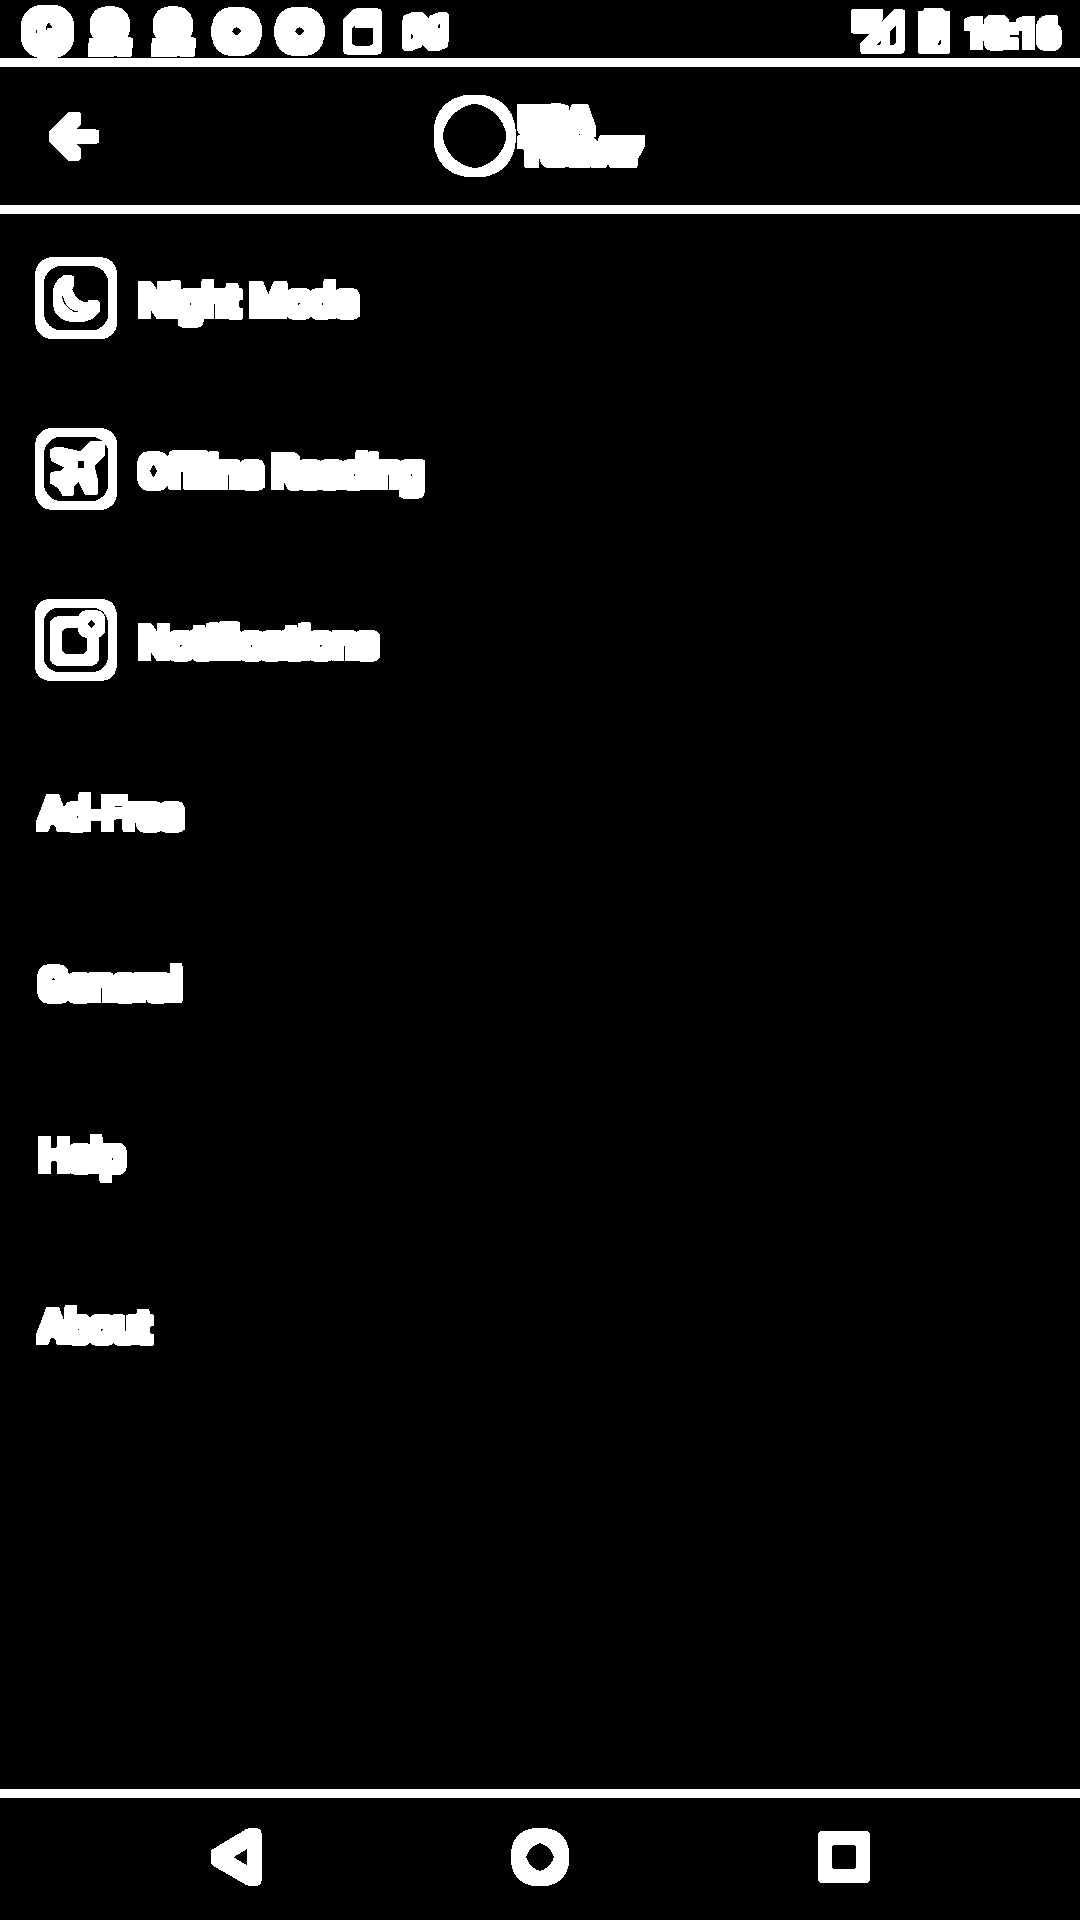 16:16
USA
TODAY
Night Mode
Offline Reading
Notifications
Ad-Free
General
Help
About